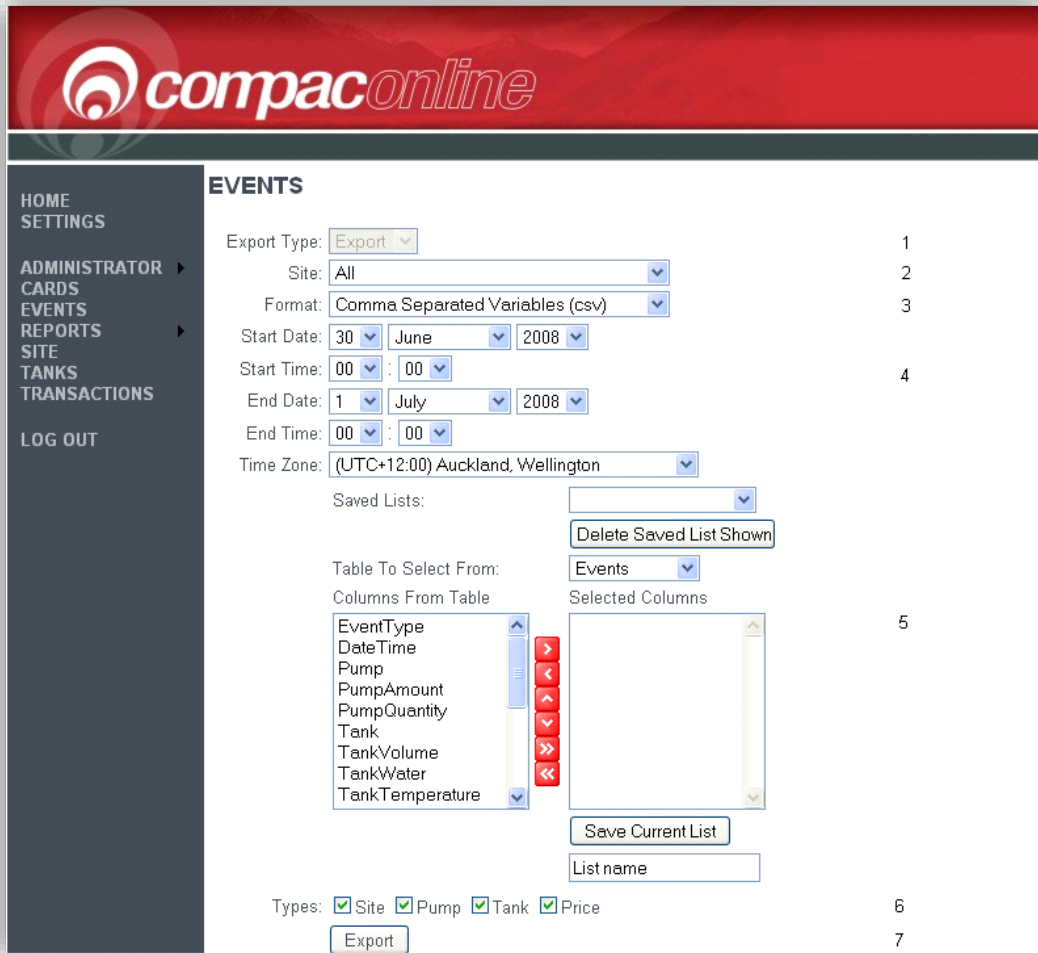 compaconline
HOME
SETTINGS
ADMINISTRATOR
CARDS
EVENTS
REPORTS
SITE
TANKS
TRANSACTIONS
LOG OUT
EVENTS
Export Type: Export 1
Site: All 2
Format: Comma Separated Variables (csv) 3
Start Date: 30 June 2008
Start Time: 00 : 00 4
End Date: 1 July 2008
End Time: 00 : 00
Time Zone: (UTC+12:00) Auckland, Wellington
Saved Lists:
Delete Saved List Shown
Table To Select From: Events
Columns From Table Selected Columns
5
EventType
DateTime
Pump
PumpAmount
PumpQuantity
Tank
TankVolume
TankWater
TankTemperature
Save Current List
List name
Types: Site Pump Tank Price 6
Export 7